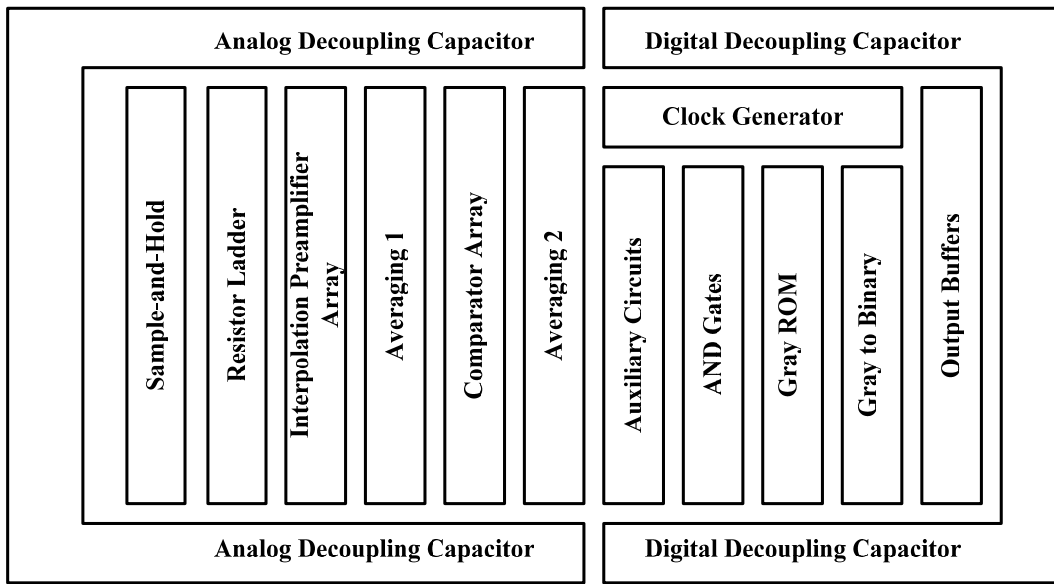 Analog Decoupling Capacitor
Digital Decoupling Capacitor
Sample-and-Hold
Resistor Ladder
Interpolation Preamplifier
Array
Averaging 1
Comparator Array
Averaging 2
Clock Generator
Auxiliary Circuits
AND Gates
Gray ROM
Gray to Binary
Output Buffers
Analog Decoupling Capacitor
Digital Decoupling Capacitor